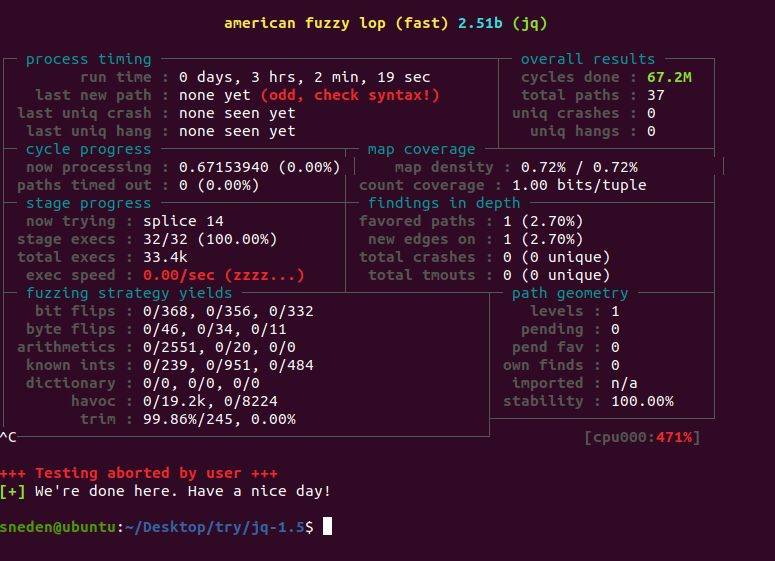 american fuzzy lop (fast) 2.51b (jq)
process timing overall results
run time : 0 days, 3 hrs, 2 min, 19 sec cycles done : 67.2M
last new path : none yet (odd, check syntax!) total paths : 37
last uniq crash : none seen yet uniq crashes : 0
last uniq hang : none seen yet uniq hangs : 0
cycle progress map coverage
now processing : 0.67153940 (0.00%) map density : 0.72% / 0.72%
paths timed out : 0 (0.00%) count coverage : 1.00 bits/tuple
stage progress findings in depth
now trying : splice 14 favored paths : 1 (2.70%)
stage execs : 32/32 (100.00%) new edges on : 1 (2.70%)
total execs : 33.4k total crashes : 0 (0 unique)
exec speed : 0.00/sec (zzzz...) total tmouts : 0 (0 unique)
fuzzing strategy yields path geometry
bit flips : 0/368, 0/356, 0/332 levels : 1
byte flips : 0/46, 0/34, 0/11 pending : 0
arithmetics : 0/2551, 0/20, 0/0 pend fav : 0
known ints : 0/239, 0/951, 0/484 own finds : 0
dictionary : 0/0, 0/0, 0/0 imported : n/a
havoc : 0/19.2k, 0/8224 stability : 100.00%
trim : 99.86%/245, 0.00%
^C [cpu000:471%]
+++ Testing aborted by user +++
[+] We're done here. Have a nice day!
sneden@ubuntu:~/Desktop/try/jq-1.5$